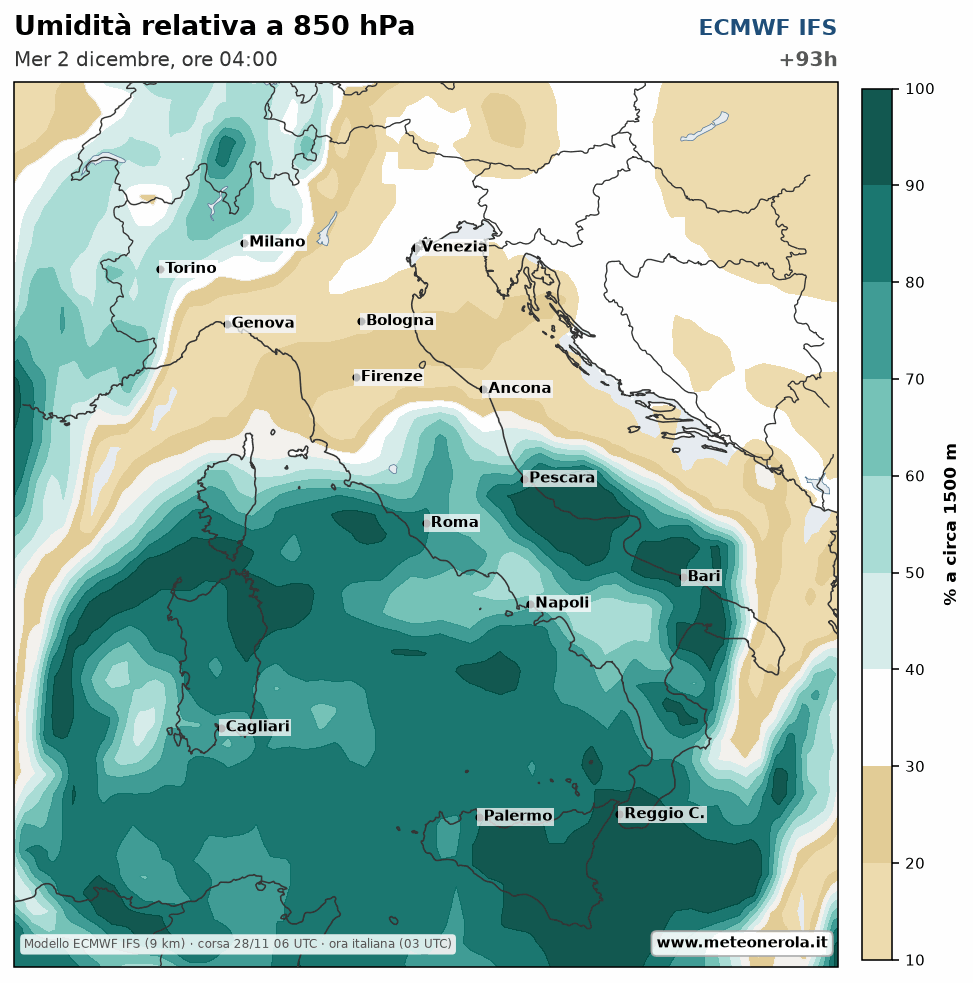 Umidità relativa a 850 hPa
ECMWF IFS
Mer 2 dicembre, ore 04:00
+93h
100
90
80
70
60
50
40
30
20
10
% a circa 1500 m
Milano
Venezia
Torino
Genova
Bologna
Firenze
Ancona
Pescara
Roma
Bari
Napoli
Cagliari
Palermo
Reggio C.
Modello ECMWF IFS (9 km) · corsa 28/11 06 UTC · ora italiana (03 UTC)
www.meteonerola.it